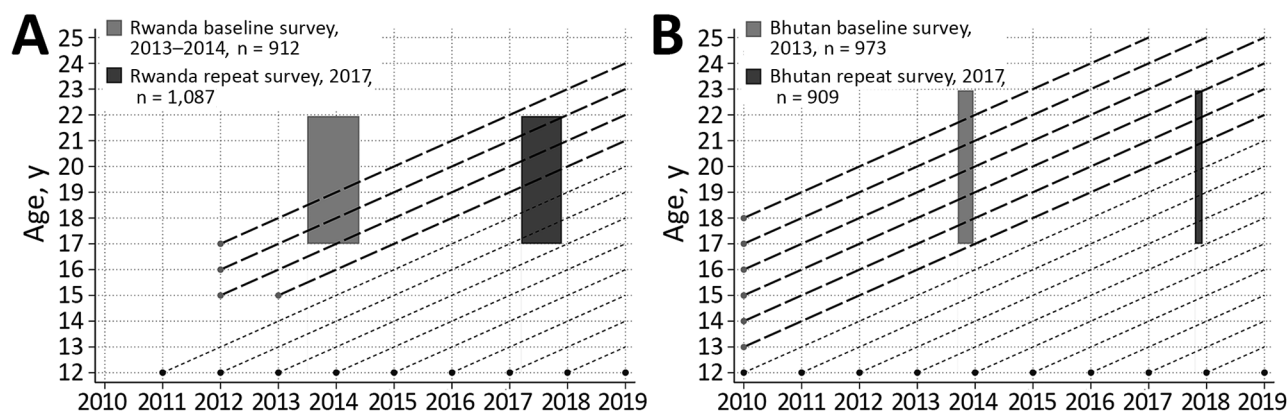 A
Rwanda baseline survey,
2013–2014, n = 912
Rwanda repeat survey, 2017,
n = 1,087
Age, y
25
24
23
22
21
20
19
18
17
16
15
14
13
12
2010 2011 2012 2013 2014 2015 2016 2017 2018 2019
B
Bhutan baseline survey,
2013, n = 973
Bhutan repeat survey, 2017,
n = 909
Age, y
25
24
23
22
21
20
19
18
17
16
15
14
13
12
2010 2011 2012 2013 2014 2015 2016 2017 2018 2019